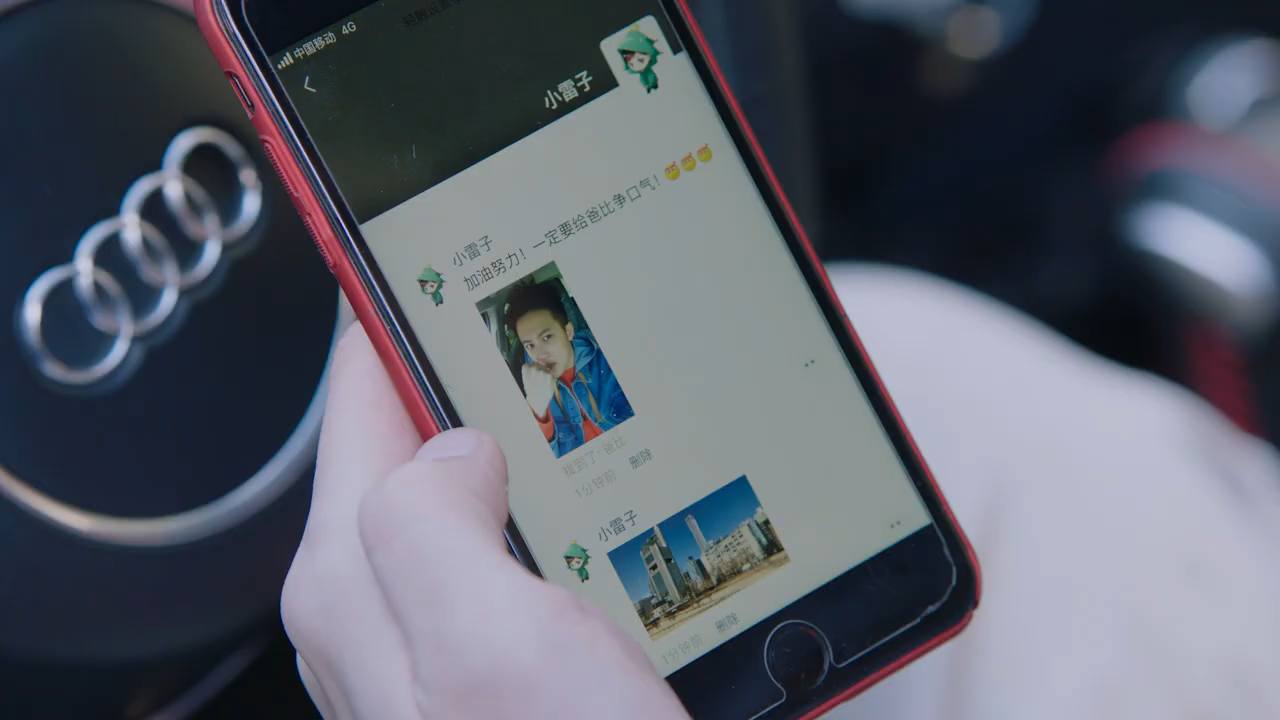 中国移动 4G
小雷子
小雷子
加油努力！一定要给爸比争口气！
提到了:爸比
1分钟前 删除
小雷子
1分钟前 删除